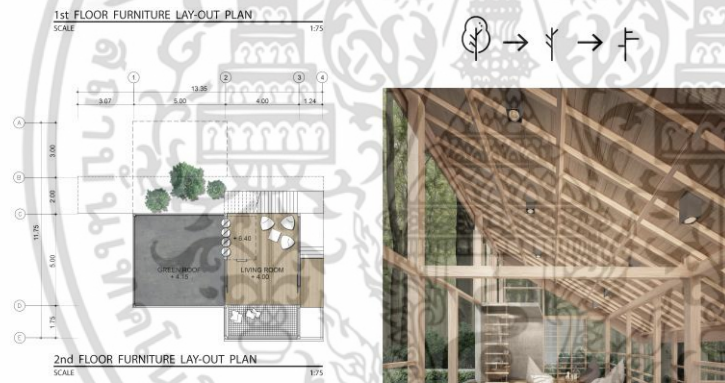 1st FLOOR FURNITURE LAY-OUT PLAN
SCALE 1:75
1 2 3 4
13.35
3.07 5.00 4.00 1.24
A
3.00
B
2.00
C
11.75
+ 6.40
5.00
GREEN ROOF
LIVING ROOM
+ 4.15
+ 4.00
D
1.75
E
2nd FLOOR FURNITURE LAY-OUT PLAN
SCALE 1:75